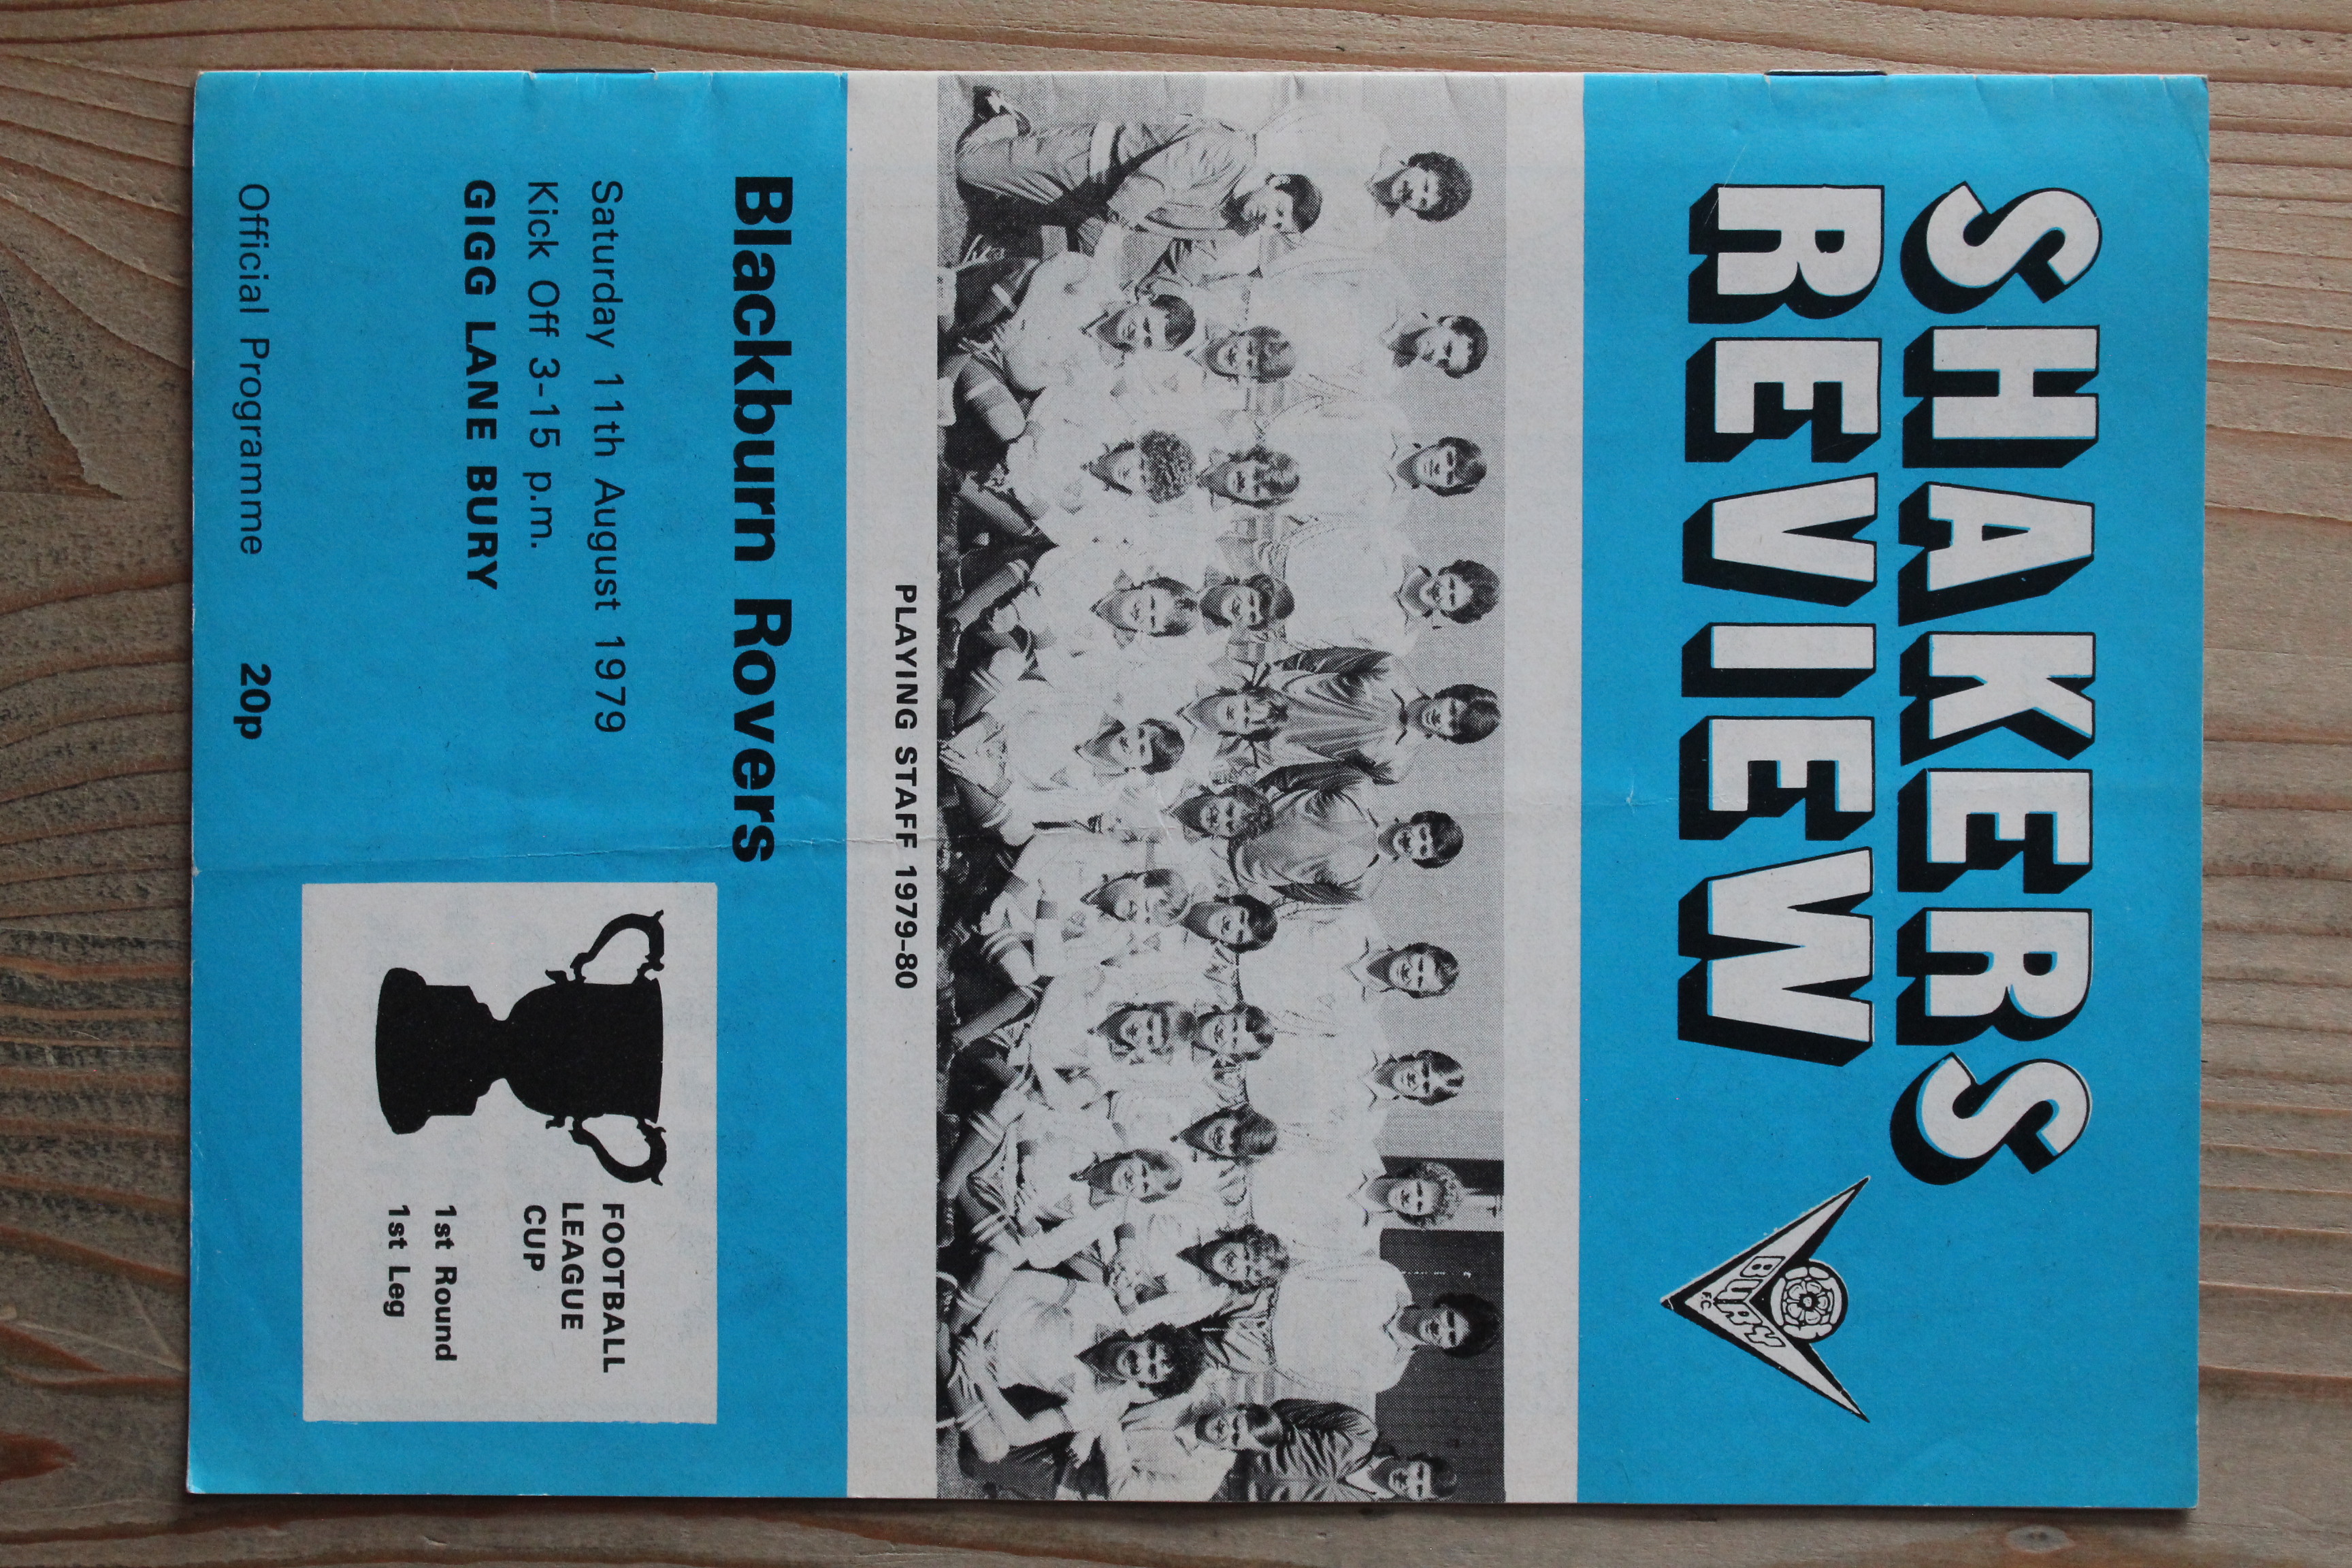 SHAKERS
REVIEW
BURY
F.C.
PLAYING STAFF 1979-80
Blackburn Rovers
Saturday 11th August 1979
Kick Off 3-15 p.m.
GIGG LANE BURY
FOOTBALL
LEAGUE
CUP
1st Round
1st Leg
Official Programme 20p